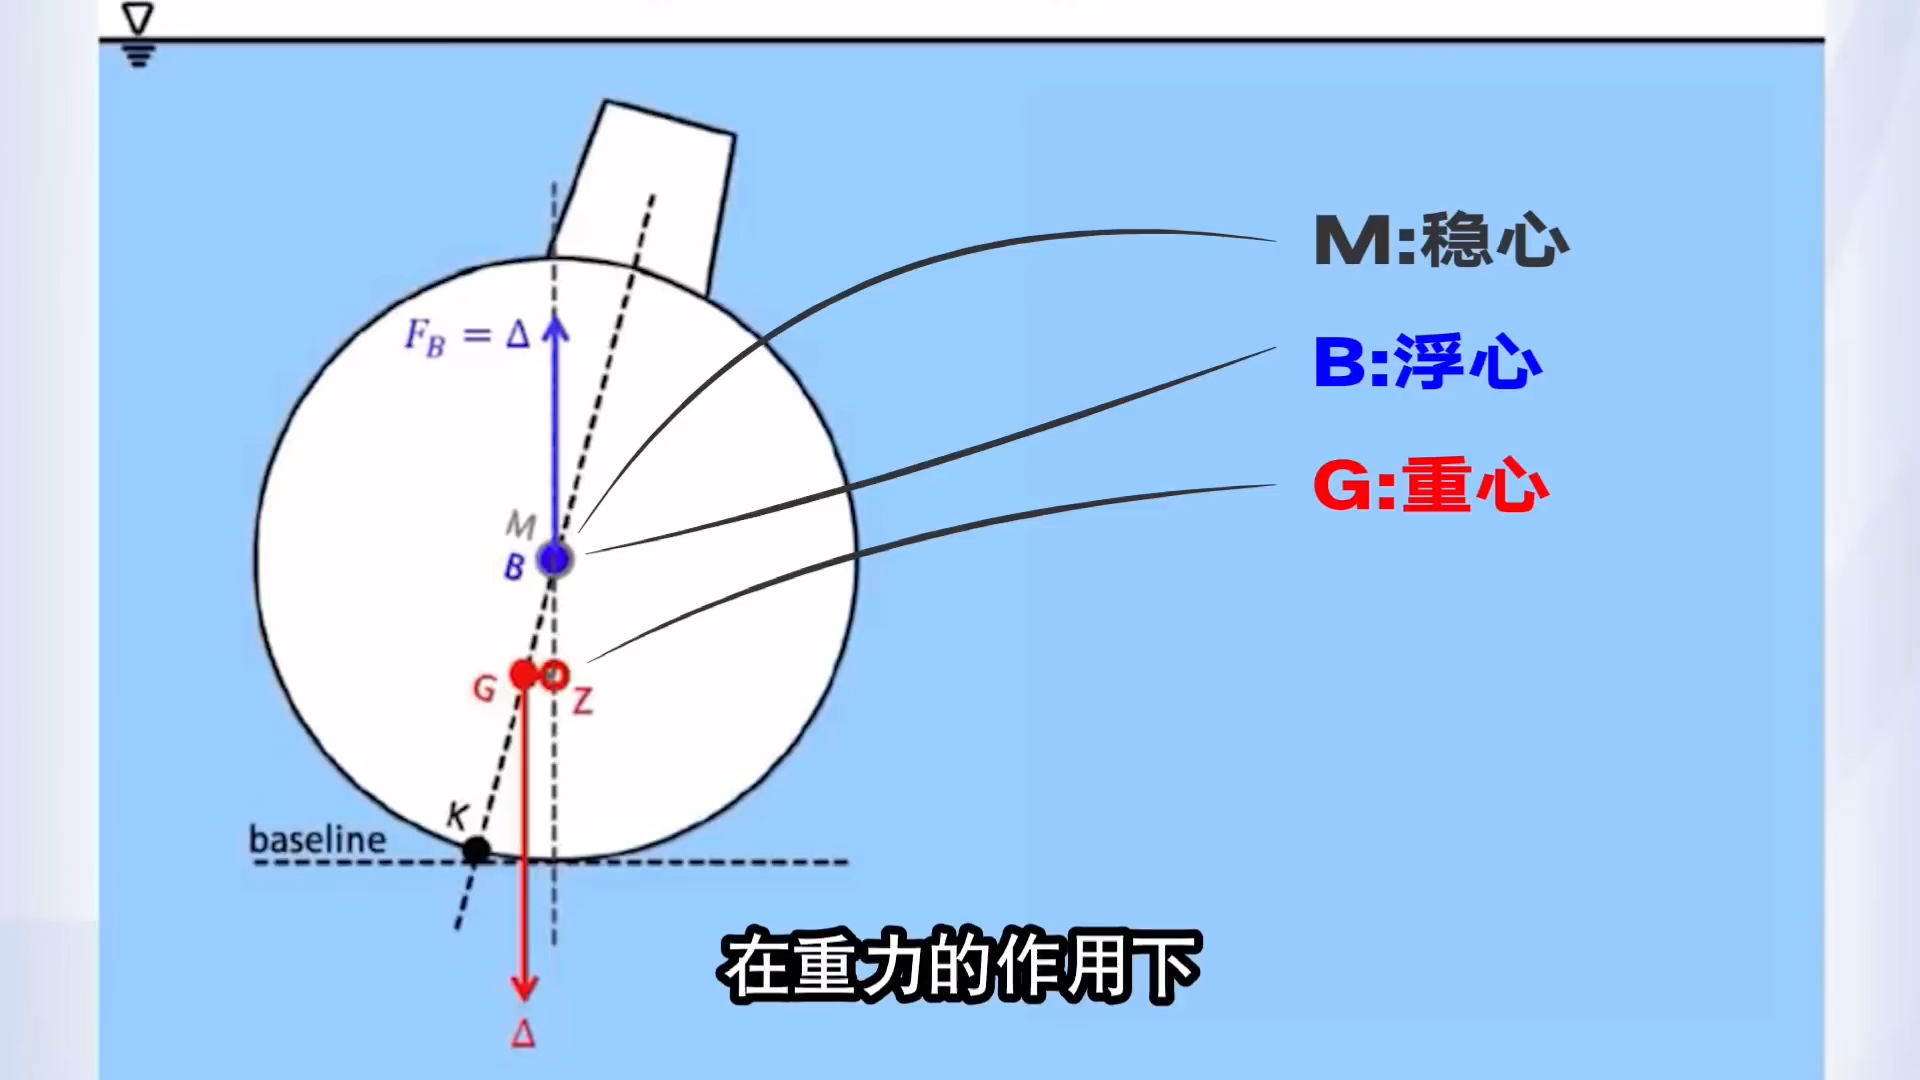 M:稳心
F_B = Δ
B:浮心
G:重心
M
B
G
Z
K
baseline
在重力的作用下
Δ